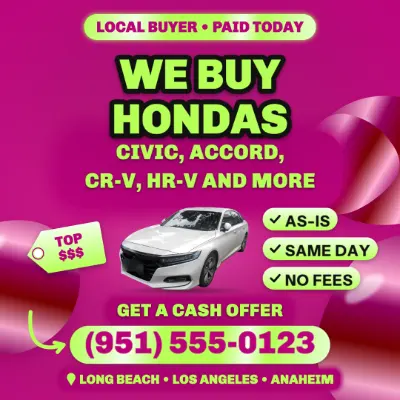 LOCAL BUYER • PAID TODAY
WE BUY
HONDAS
CIVIC, ACCORD,
CR-V, HR-V AND MORE
TOP
$$$
AS-IS
SAME DAY
NO FEES
GET A CASH OFFER
(951) 555-0123
LONG BEACH • LOS ANGELES • ANAHEIM